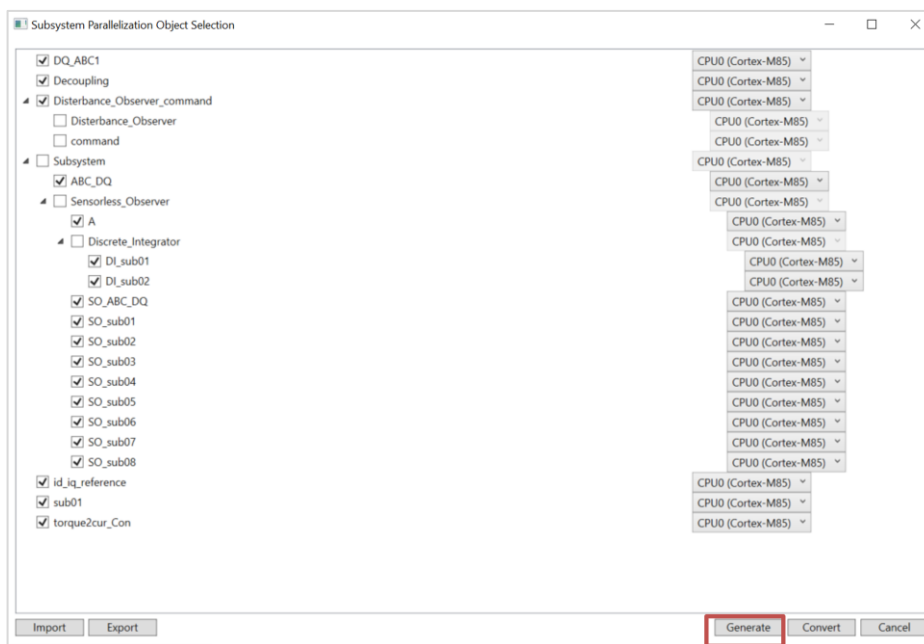 Subsystem Parallelization Object Selection
DQ_ABC1 CPU0 (Cortex-M85)
Decoupling CPU0 (Cortex-M85)
Disterbance_Observer_command CPU0 (Cortex-M85)
Disterbance_Observer CPU0 (Cortex-M85)
command CPU0 (Cortex-M85)
Subsystem CPU0 (Cortex-M85)
ABC_DQ CPU0 (Cortex-M85)
Sensorless_Observer CPU0 (Cortex-M85)
A CPU0 (Cortex-M85)
Discrete_Integrator CPU0 (Cortex-M85)
DI_sub01 CPU0 (Cortex-M85)
DI_sub02 CPU0 (Cortex-M85)
SO_ABC_DQ CPU0 (Cortex-M85)
SO_sub01 CPU0 (Cortex-M85)
SO_sub02 CPU0 (Cortex-M85)
SO_sub03 CPU0 (Cortex-M85)
SO_sub04 CPU0 (Cortex-M85)
SO_sub05 CPU0 (Cortex-M85)
SO_sub06 CPU0 (Cortex-M85)
SO_sub07 CPU0 (Cortex-M85)
SO_sub08 CPU0 (Cortex-M85)
id_iq_reference CPU0 (Cortex-M85)
sub01 CPU0 (Cortex-M85)
torque2cur_Con CPU0 (Cortex-M85)
Import Export Generate Convert Cancel